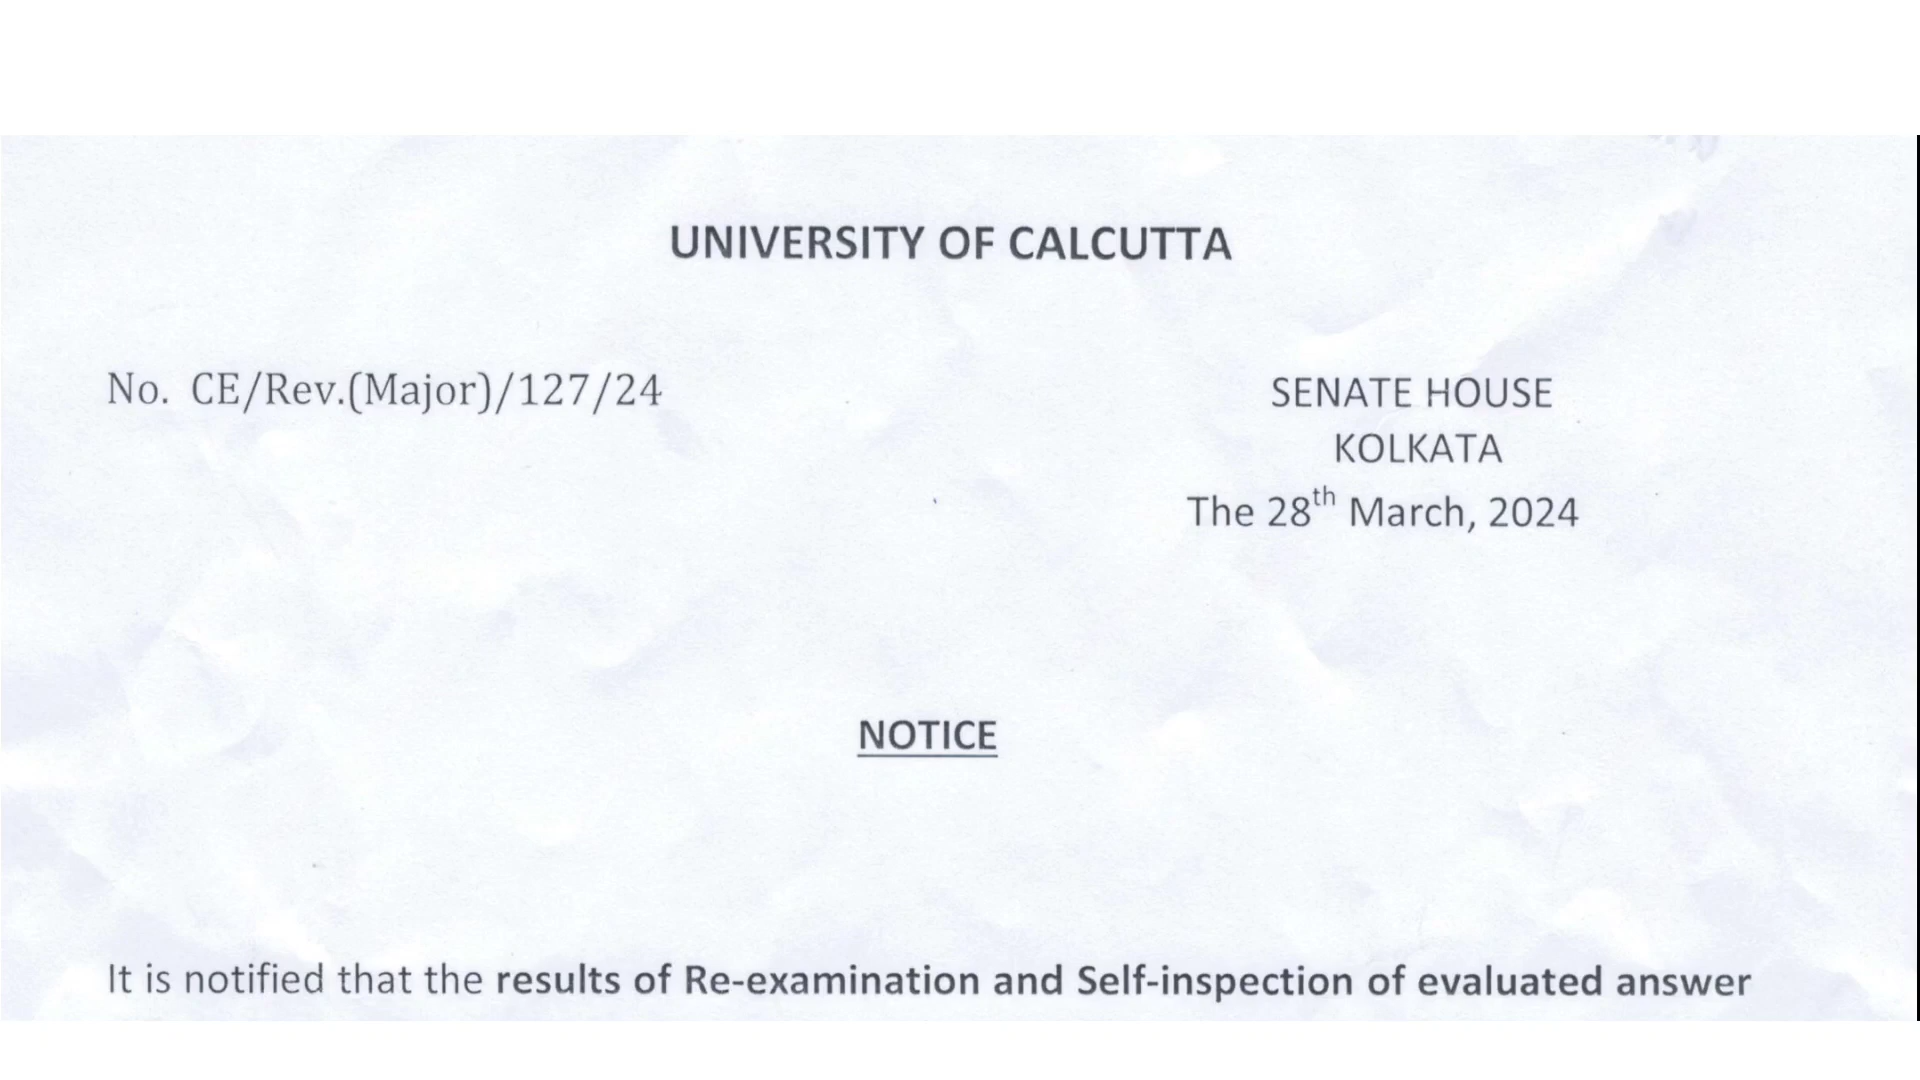 UNIVERSITY OF CALCUTTA
No. CE/Rev.(Major)/127/24
SENATE HOUSE
KOLKATA
The 28th March, 2024
NOTICE
It is notified that the results of Re-examination and Self-inspection of evaluated answer